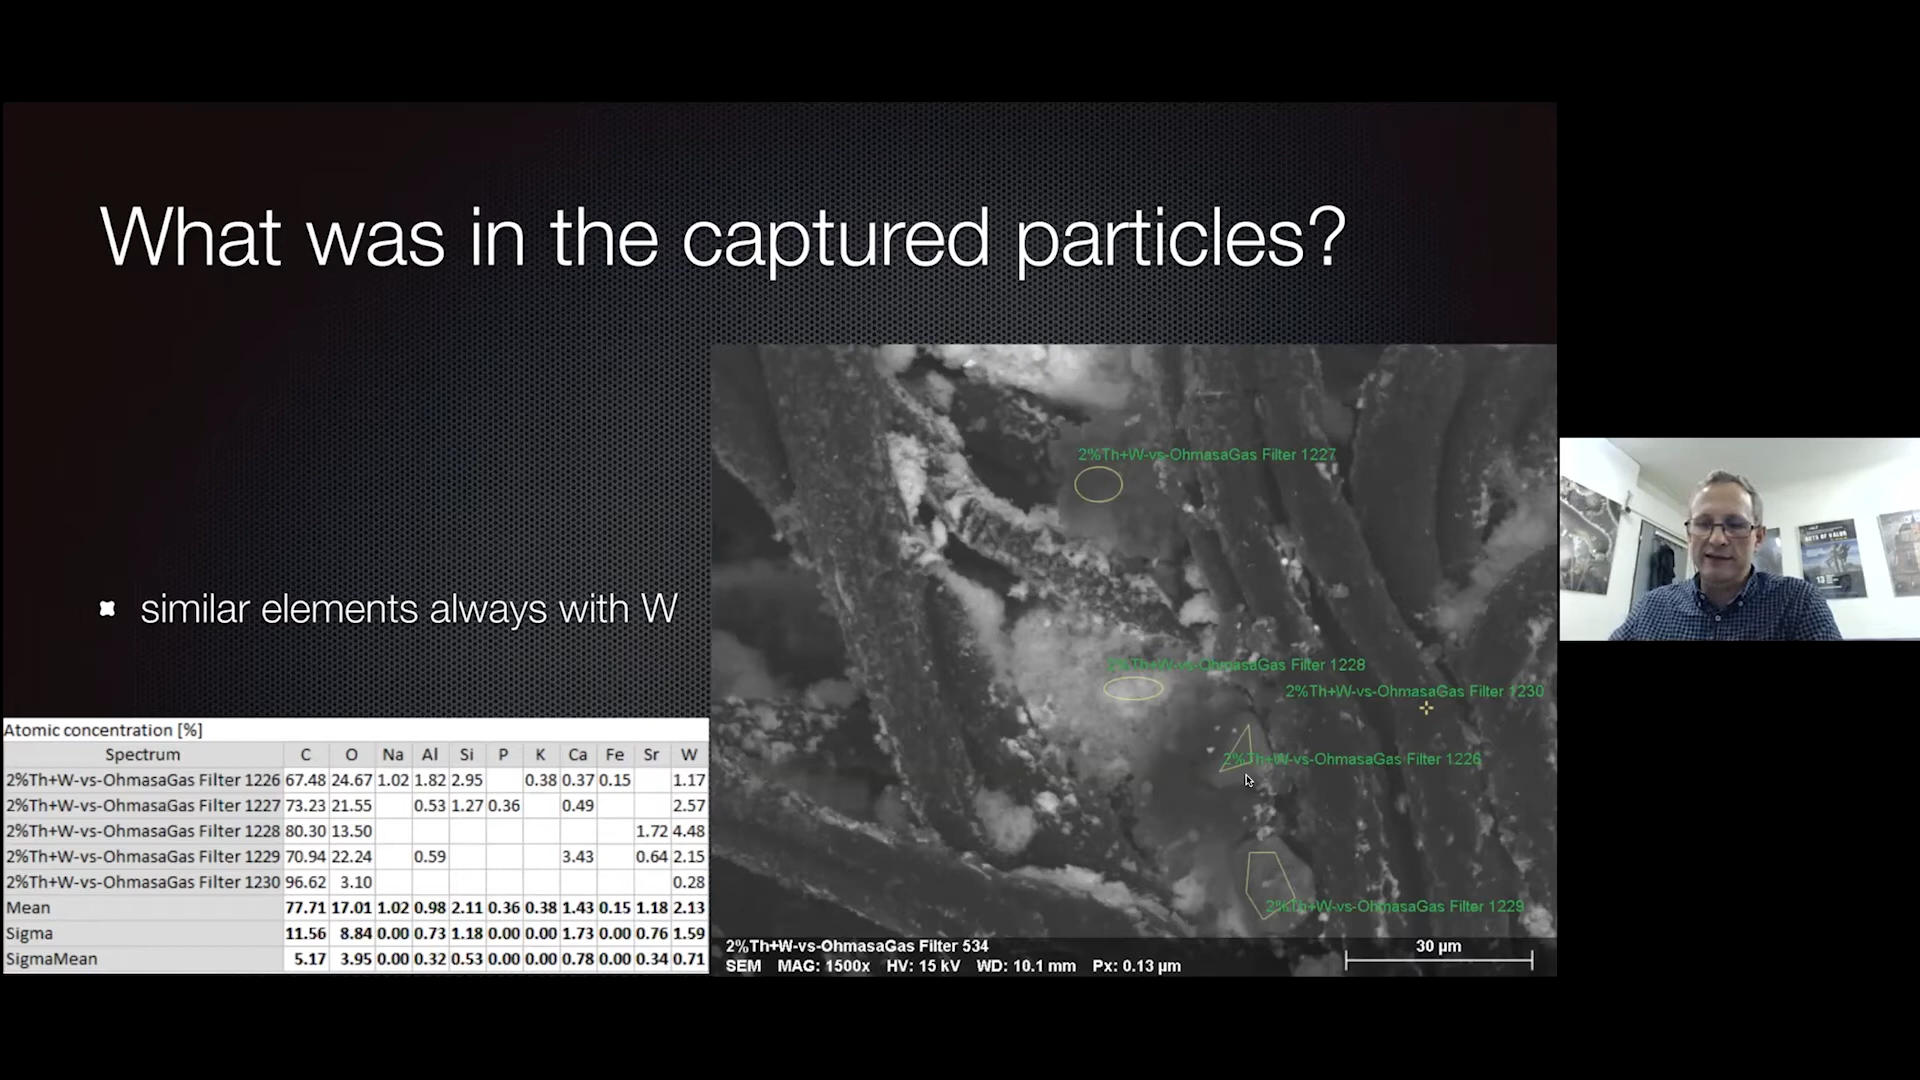 What was in the captured particles?
similar elements always with W
Atomic concentration [%]
Spectrum C O Na Al Si P K Ca Fe Sr W
2%Th+W-vs-OhmasaGas Filter 1226 67.48 24.67 1.02 1.82 2.95 0.38 0.37 0.15 1.17
2%Th+W-vs-OhmasaGas Filter 1227 73.23 21.55 0.53 1.27 0.36 0.49 2.57
2%Th+W-vs-OhmasaGas Filter 1228 80.30 13.50 1.72 4.48
2%Th+W-vs-OhmasaGas Filter 1229 70.94 22.24 0.59 3.43 0.64 2.15
2%Th+W-vs-OhmasaGas Filter 1230 96.62 3.10 0.28
Mean 77.71 17.01 1.02 0.98 2.11 0.36 0.38 1.43 0.15 1.18 2.13
Sigma 11.56 8.84 0.00 0.73 1.18 0.00 0.00 1.73 0.00 0.76 1.59
SigmaMean 5.17 3.95 0.00 0.32 0.53 0.00 0.00 0.78 0.00 0.34 0.71
2%Th+W-vs-OhmasaGas Filter 1227
2%Th+W-vs-OhmasaGas Filter 1228
2%Th+W-vs-OhmasaGas Filter 1230
2%Th+W-vs-OhmasaGas Filter 1226
2%Th+W-vs-OhmasaGas Filter 1229
2%Th+W-vs-OhmasaGas Filter 534
SEM MAG: 1500x HV: 15 kV WD: 10.1 mm Px: 0.13 µm
30 µm
ACTS OF VALOR
13